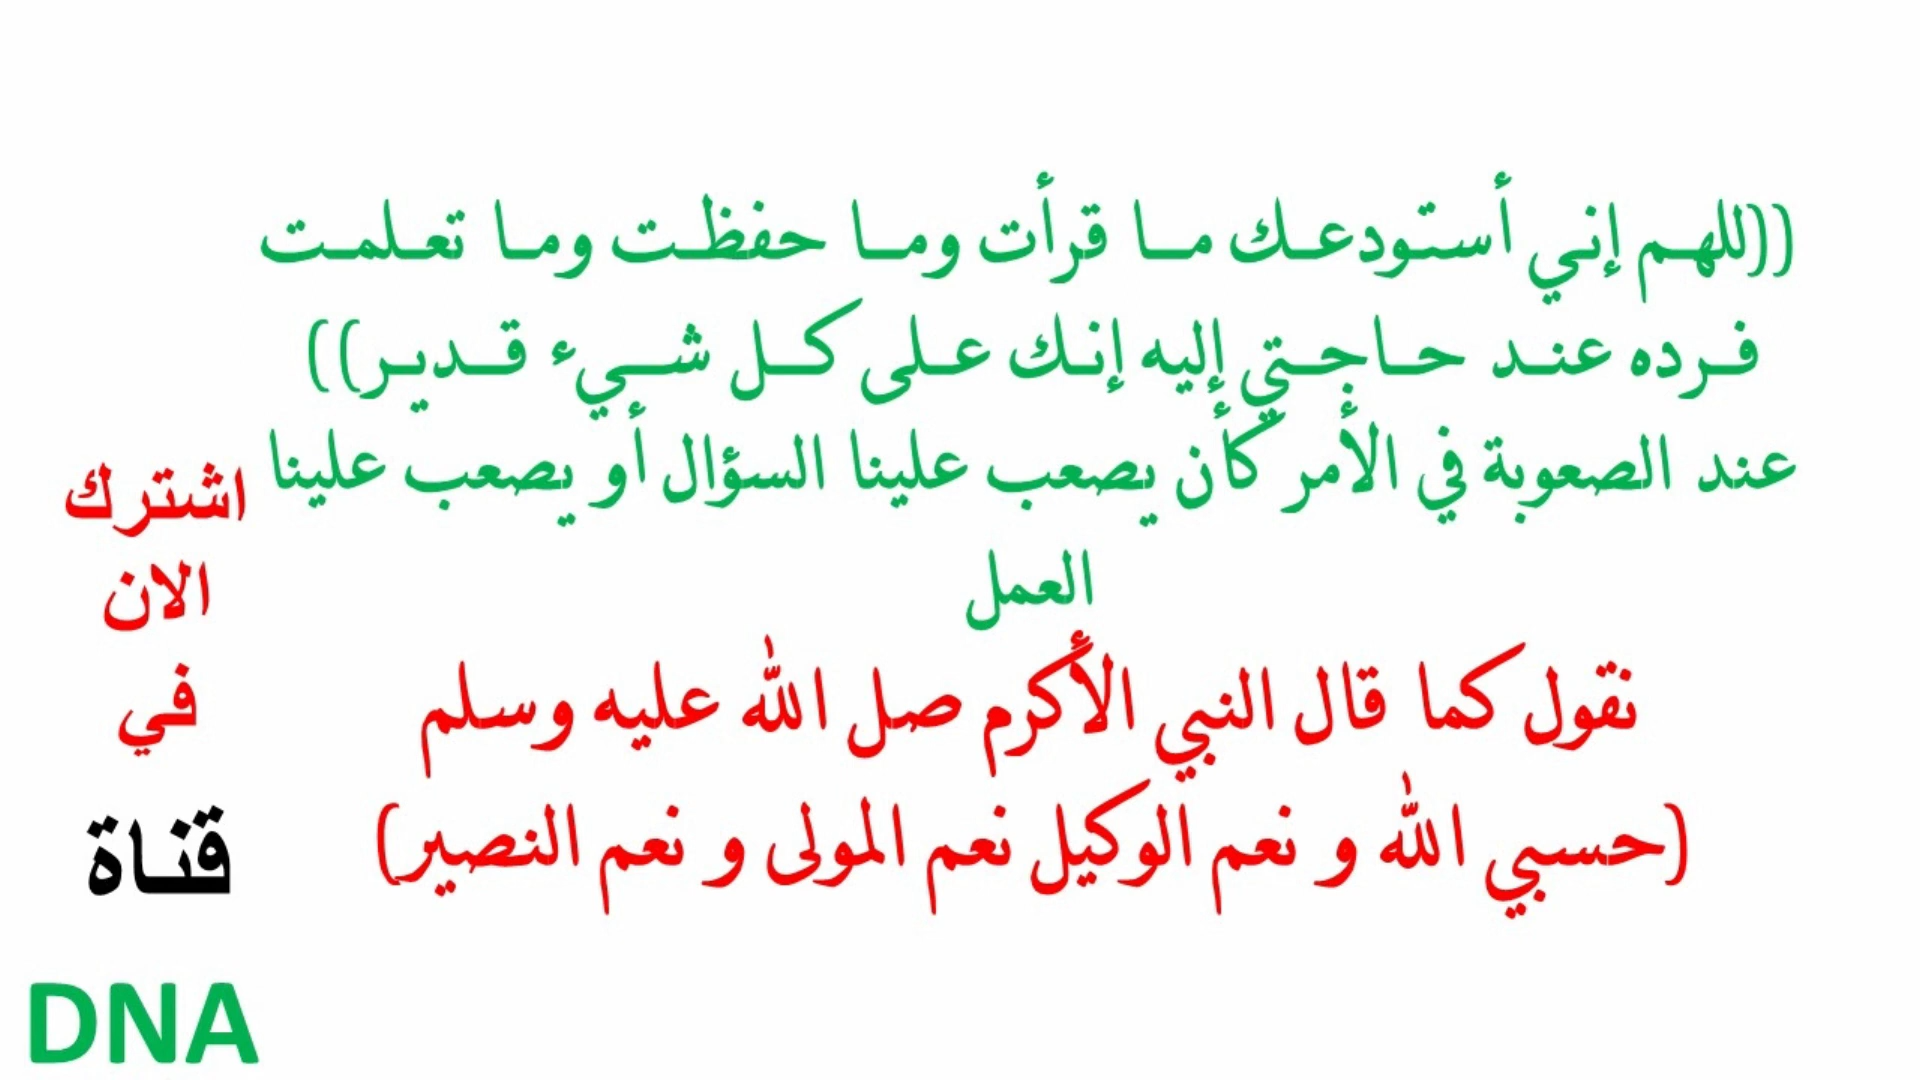 ((للهم إني أستودعك ما قرأت وما حفظت وما تعلمت
فرده عند حاجتي إليه إنك على كل شيء قدير))
عند الصعوبة في الأمر كأن يصعب علينا السؤال أو يصعب علينا
العمل
نقول كما قال النبي الأكرم صل الله عليه وسلم
(حسبي الله و نعم الوكيل نعم المولى و نعم النصير)
اشترك
الان
في
قناة
DNA